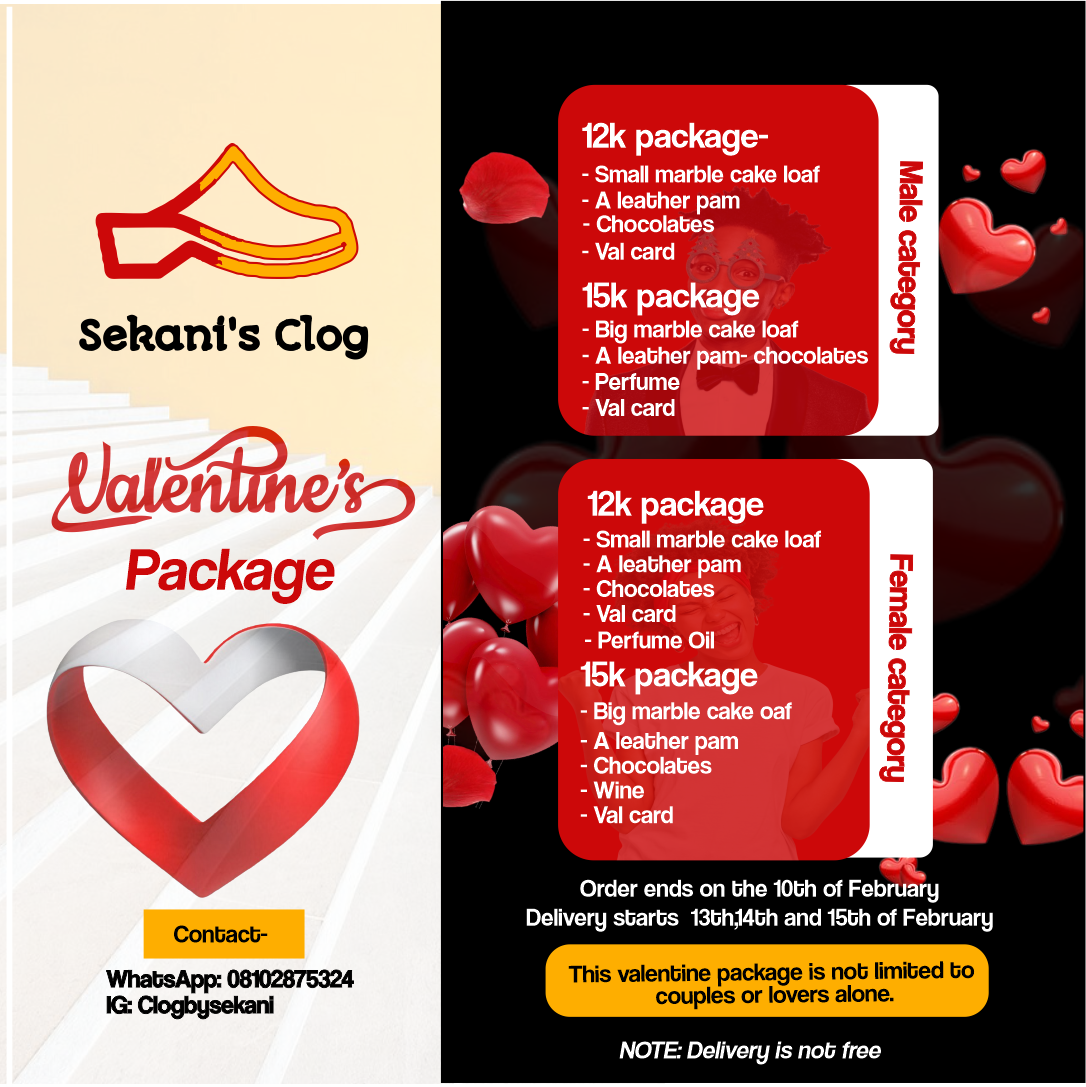 Sekani's Clog
Valentine's
Package
Contact-
WhatsApp: 08102875324
IG: Clogbysekani
12k package-
- Small marble cake loaf
- A leather pam
- Chocolates
- Val card
15k package
- Big marble cake loaf
- A leather pam- chocolates
- Perfume
- Val card
Male category
12k package
- Small marble cake loaf
- A leather pam
- Chocolates
- Val card
- Perfume Oil
15k package
- Big marble cake oaf
- A leather pam
- Chocolates
- Wine
- Val card
Female category
Order ends on the 10th of February
Delivery starts 13th,14th and 15th of February
This valentine package is not limited to
couples or lovers alone.
NOTE: Delivery is not free